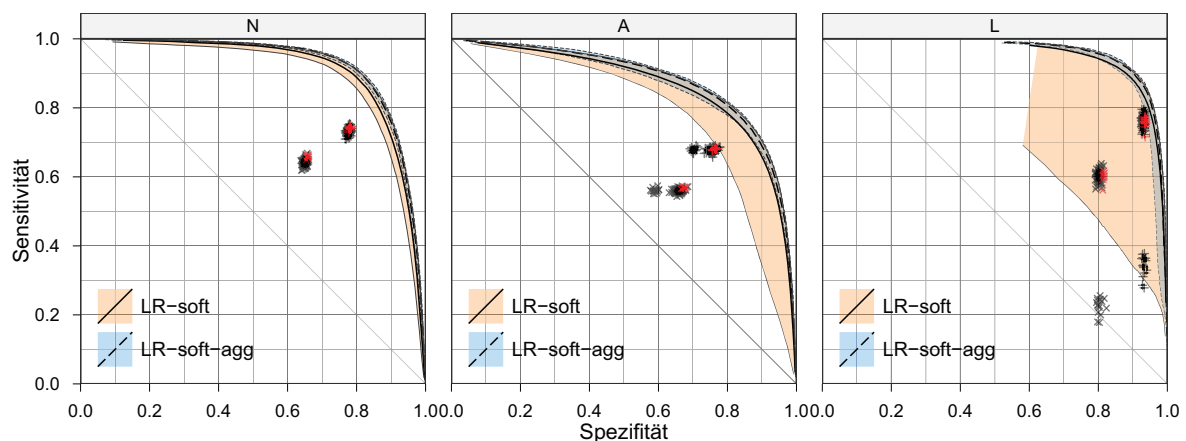 N A L
1.0
0.8
0.6
0.4
0.2
0.0
Sensitivität
LR−soft LR−soft LR−soft
LR−soft−agg LR−soft−agg LR−soft−agg
0.0 0.2 0.4 0.6 0.8 1.0 0.0 0.2 0.4 0.6 0.8 1.0 0.0 0.2 0.4 0.6 0.8 1.0
Spezifität